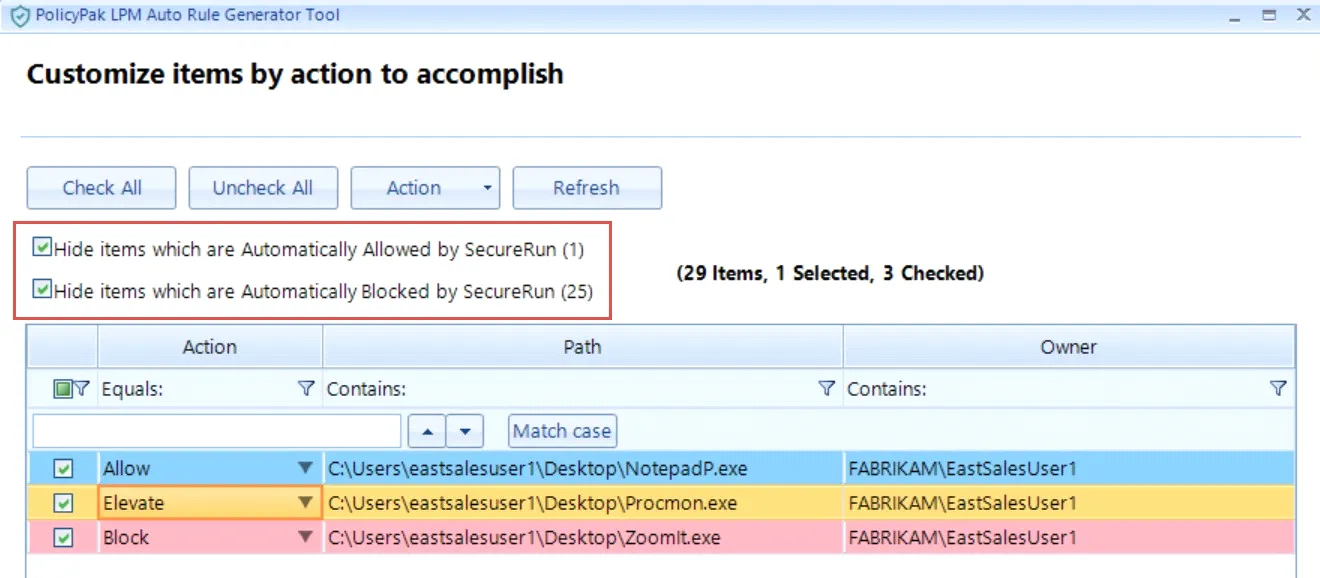 PolicyPak LPM Auto Rule Generator Tool
Customize items by action to accomplish
Check All Uncheck All Action Refresh
Hide items which are Automatically Allowed by SecureRun (1)
(29 Items, 1 Selected, 3 Checked)
Hide items which are Automatically Blocked by SecureRun (25)
Action Path Owner
Equals: Contains: Contains:
Match case
Allow C:\Users\eastsalesuser1\Desktop\NotepadP.exe FABRIKAM\EastSalesUser1
Elevate C:\Users\eastsalesuser1\Desktop\Procmon.exe FABRIKAM\EastSalesUser1
Block C:\Users\eastsalesuser1\Desktop\ZoomIt.exe FABRIKAM\EastSalesUser1